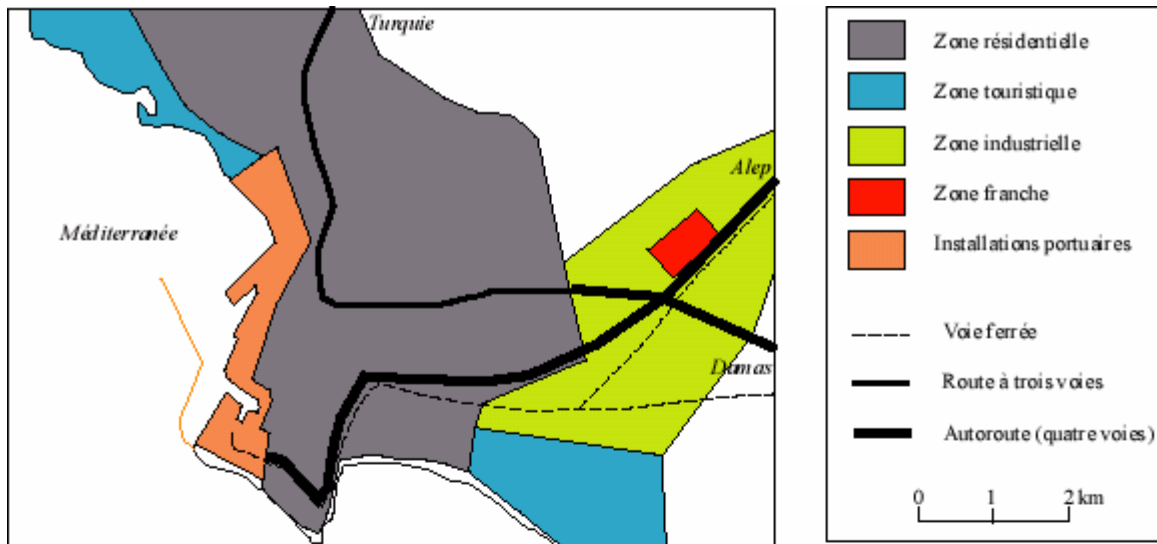 Turquie
Alep
Méditerranée
Damas
Zone résidentielle
Zone touristique
Zone industrielle
Zone franche
Installations portuaires
Voie ferrée
Route à trois voies
Autoroute (quatre voies)
0 1 2 km